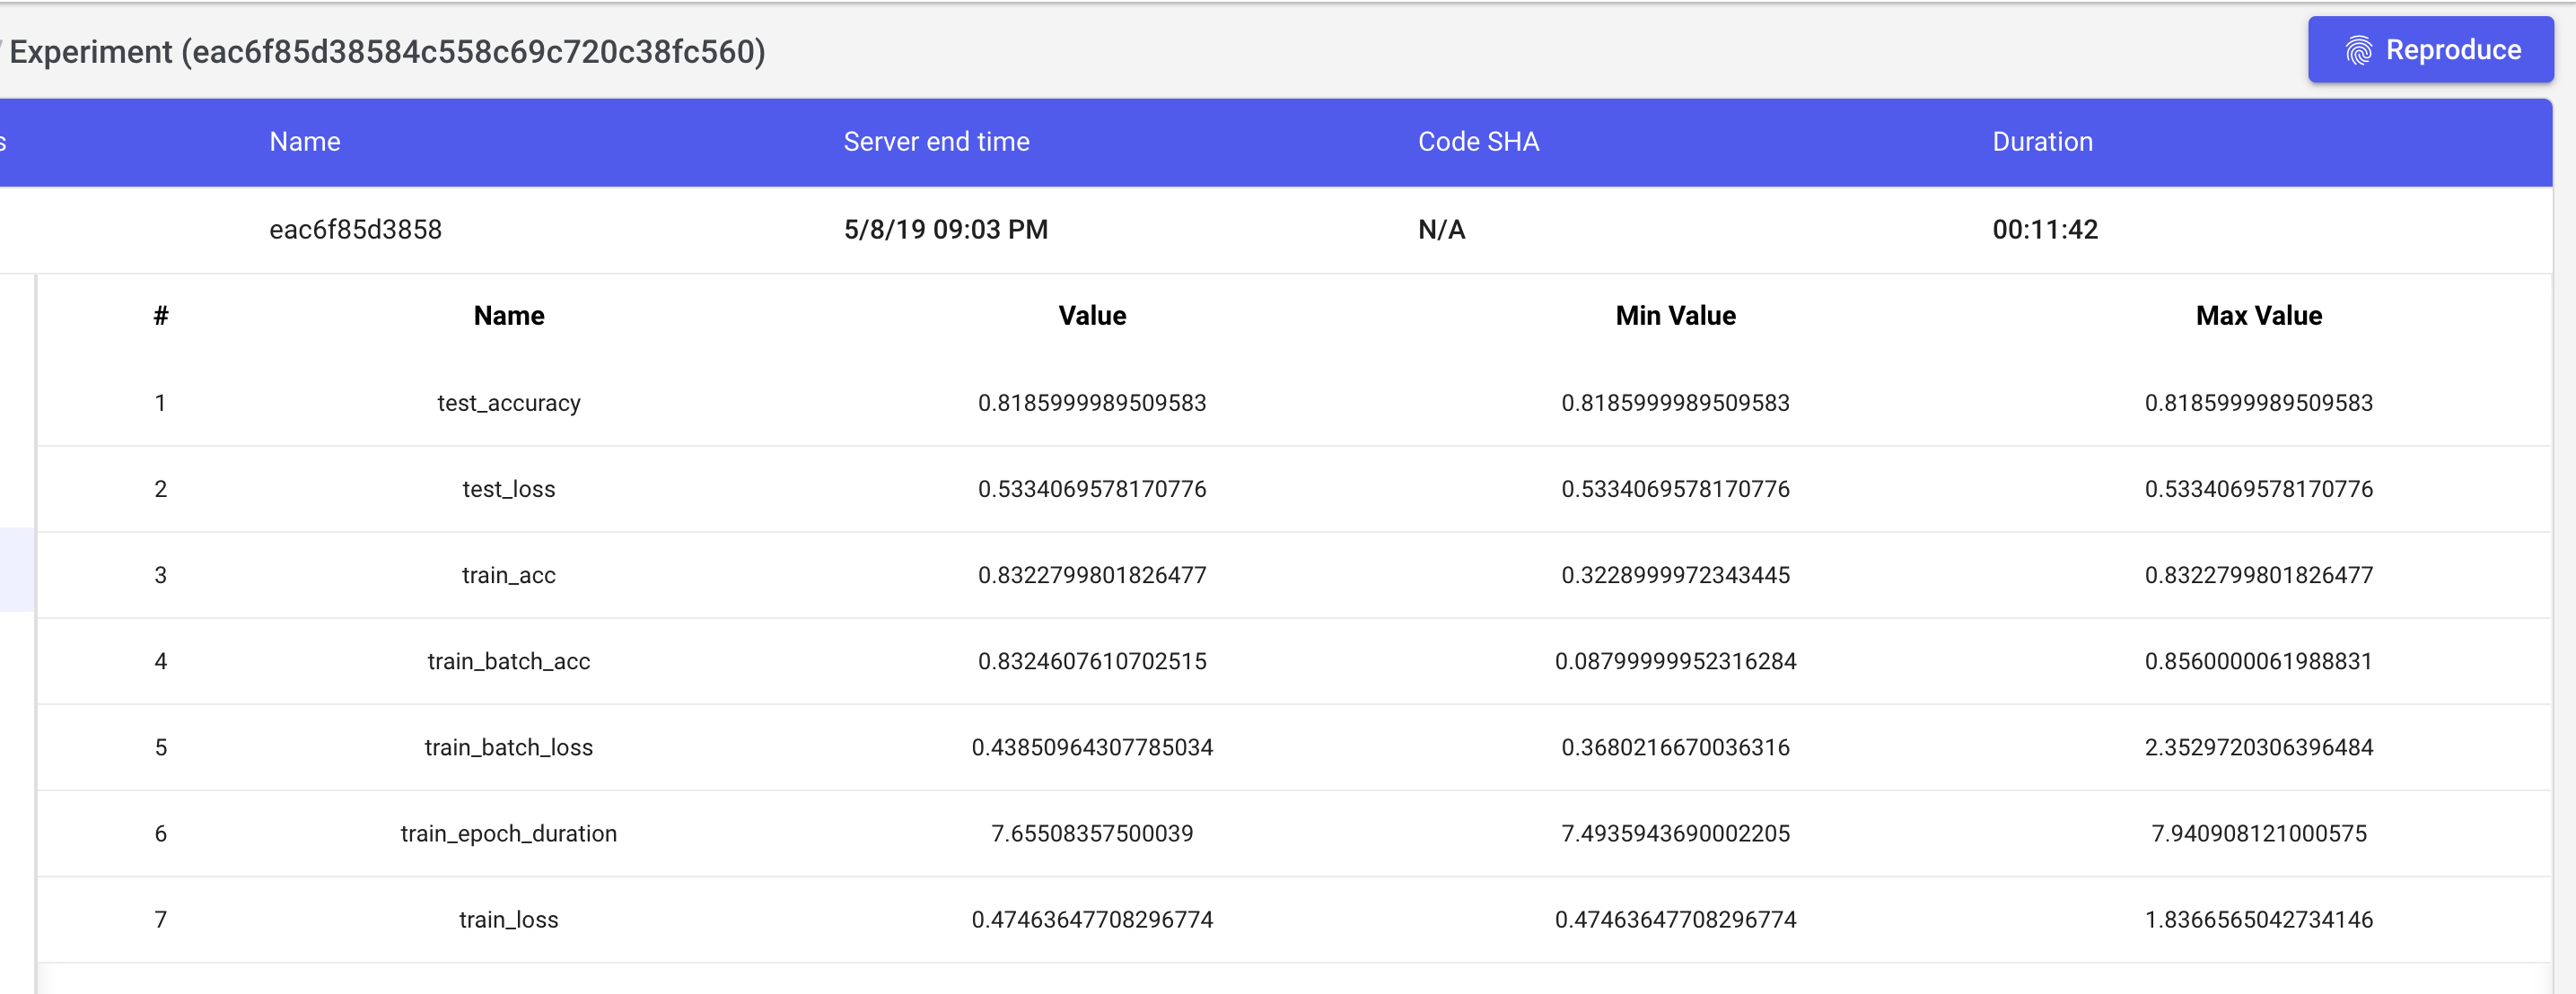 / Experiment (eac6f85d38584c558c69c720c38fc560)
Reproduce
s Name Server end time Code SHA Duration
eac6f85d3858 5/8/19 09:03 PM N/A 00:11:42
# Name Value Min Value Max Value
1 test_accuracy 0.8185999989509583 0.8185999989509583 0.8185999989509583
2 test_loss 0.5334069578170776 0.5334069578170776 0.5334069578170776
3 train_acc 0.8322799801826477 0.3228999972343445 0.8322799801826477
4 train_batch_acc 0.8324607610702515 0.08799999952316284 0.8560000061988831
5 train_batch_loss 0.43850964307785034 0.3680216670036316 2.3529720306396484
6 train_epoch_duration 7.65508357500039 7.4935943690002205 7.940908121000575
7 train_loss 0.47463647708296774 0.47463647708296774 1.8366565042734146